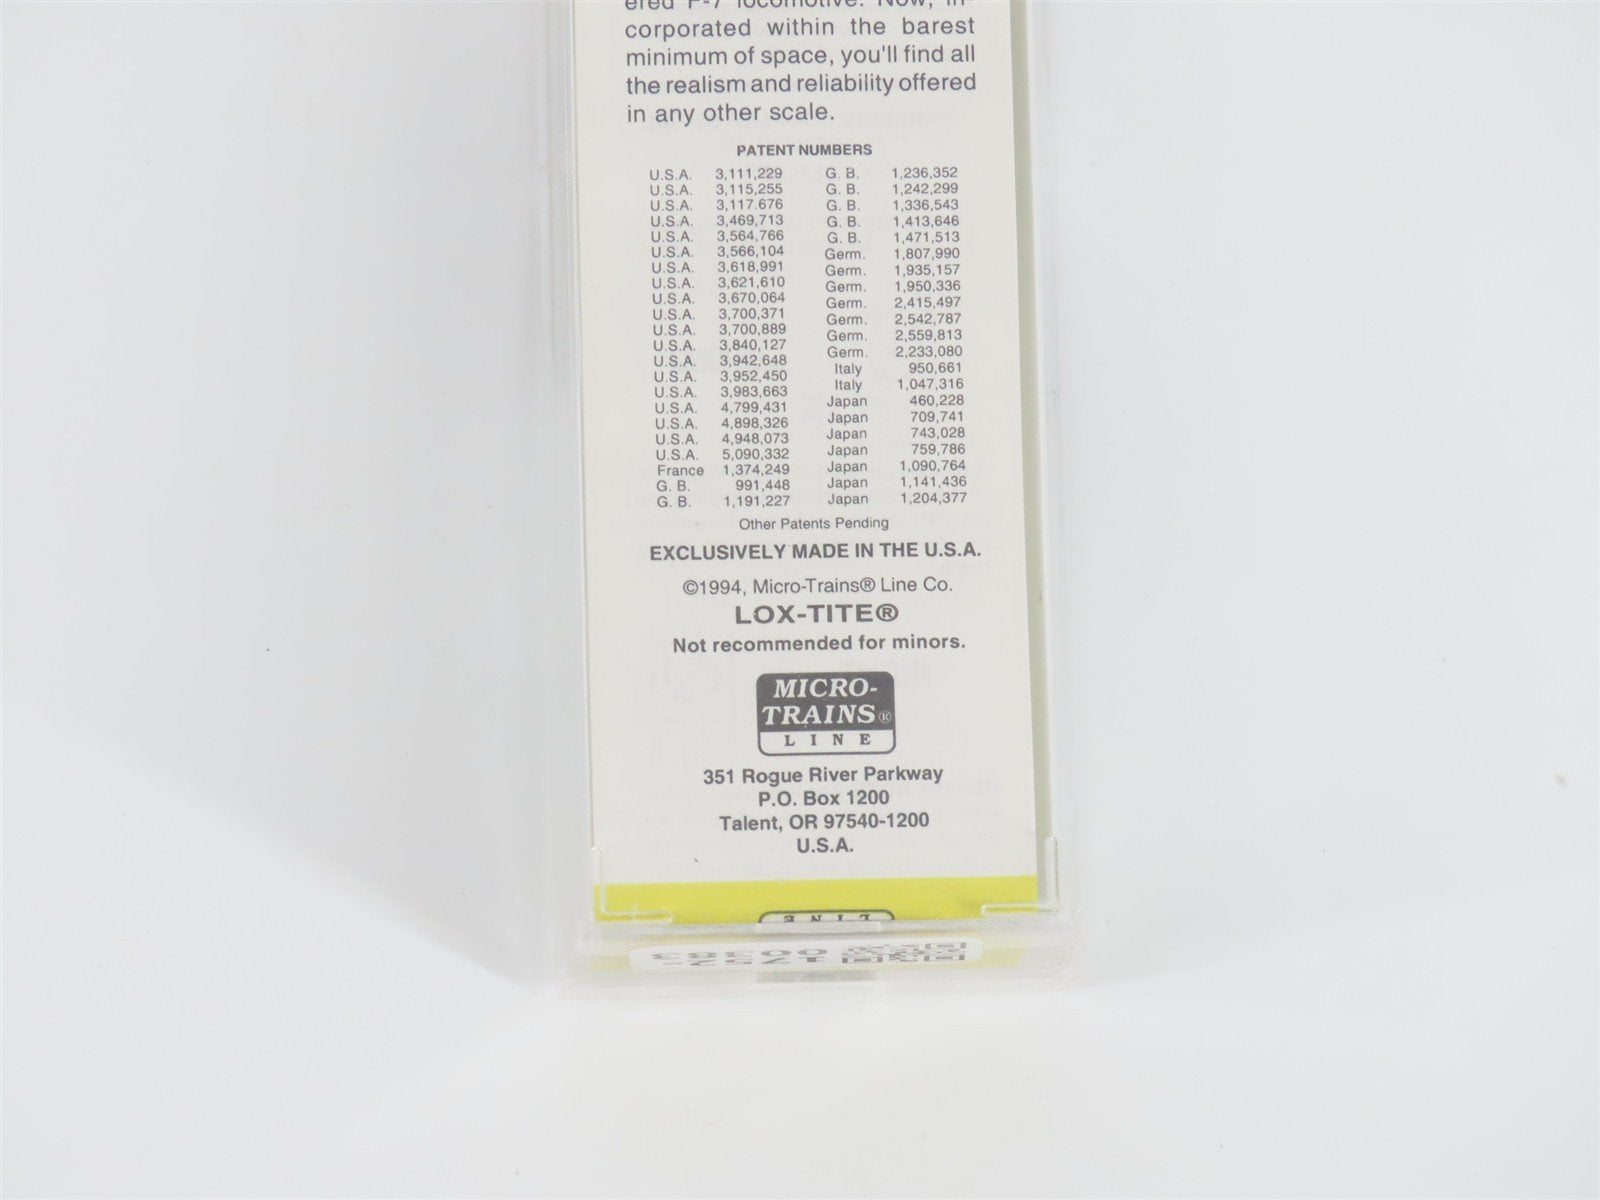 ered F-7 locomotive. Now, in-
corporated within the barest
minimum of space, you'll find all
the realism and reliability offered
in any other scale.
PATENT NUMBERS
U.S.A. 3,111,229 G. B. 1,236,352
U.S.A. 3,115,255 G. B. 1,242,299
U.S.A. 3,117.676 G. B. 1,336,543
U.S.A. 3,469,713 G. B. 1,413,646
U.S.A. 3,564,766 G. B. 1,471,513
U.S.A. 3,566,104 Germ. 1,807,990
U.S.A. 3,618,991 Germ. 1,935,157
U.S.A. 3,621,610 Germ. 1,950,336
U.S.A. 3,670,064 Germ. 2,415,497
U.S.A. 3,700,371 Germ. 2,542,787
U.S.A. 3,700,889 Germ. 2,559,813
U.S.A. 3,840,127 Germ. 2,233,080
U.S.A. 3,942,648 Italy 950,661
U.S.A. 3,952,450 Italy 1,047,316
U.S.A. 3,983,663 Japan 460,228
U.S.A. 4,799,431 Japan 709,741
U.S.A. 4,898,326 Japan 743,028
U.S.A. 4,948,073 Japan 759,786
U.S.A. 5,090,332 Japan 1,090,764
France 1,374,249 Japan 1,141,436
G. B. 991,448 Japan 1,204,377
G. B. 1,191,227
Other Patents Pending
EXCLUSIVELY MADE IN THE U.S.A.
©1994, Micro-Trains® Line Co.
LOX-TITE®
Not recommended for minors.
MICRO-
TRAINS®
LINE
351 Rogue River Parkway
P.O. Box 1200
Talent, OR 97540-1200
U.S.A.
LINE